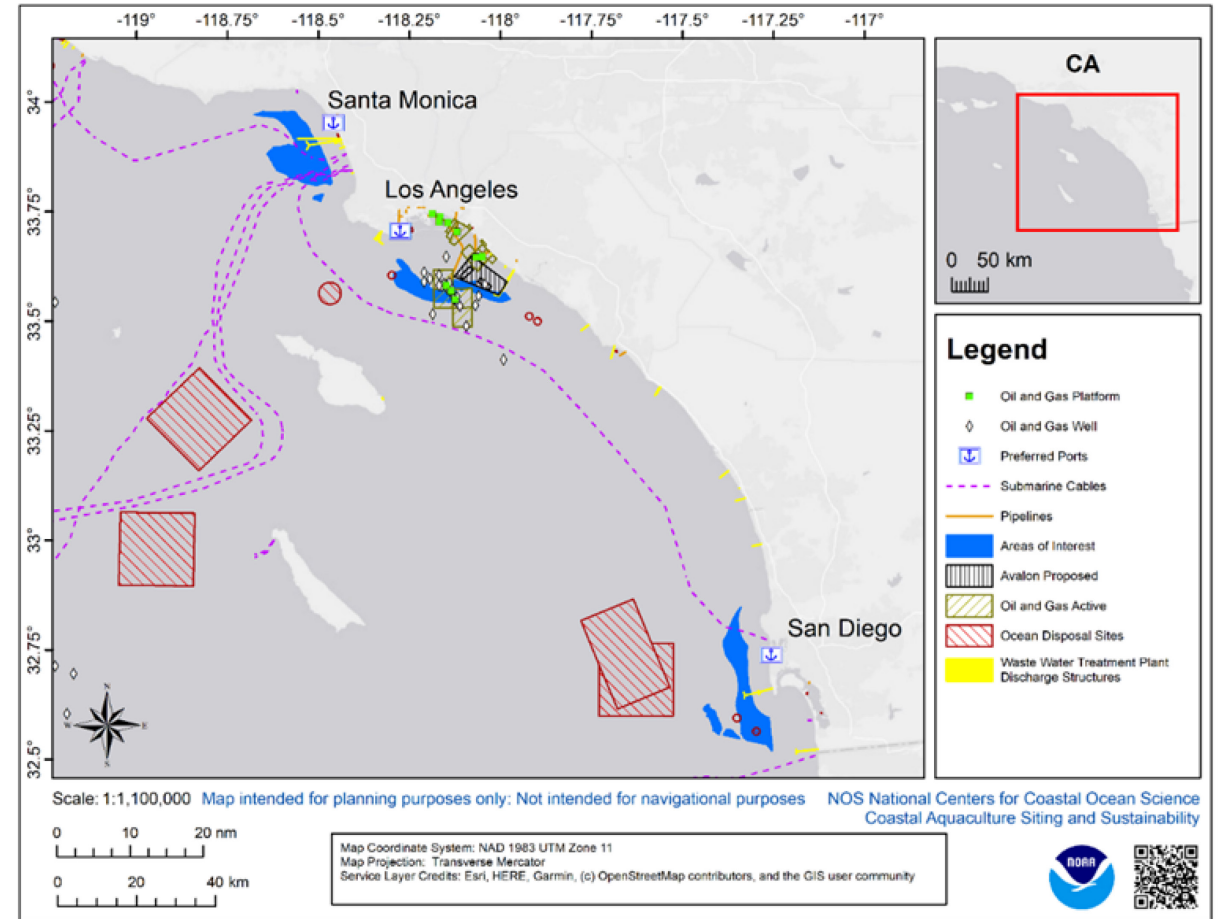 -119° -118.75° -118.5° -118.25° -118° -117.75° -117.5° -117.25° -117°
34°
33.75°
33.5°
33.25°
33°
32.75°
32.5°
Santa Monica
Los Angeles
San Diego
N
W E
S
CA
0 50 km
Legend
Oil and Gas Platform
Oil and Gas Well
Preferred Ports
Submarine Cables
Pipelines
Areas of Interest
Avalon Proposed
Oil and Gas Active
Ocean Disposal Sites
Waste Water Treatment Plant
Discharge Structures
Scale: 1:1,100,000 Map intended for planning purposes only: Not intended for navigational purposes
NOS National Centers for Coastal Ocean Science
Coastal Aquaculture Siting and Sustainability
0 10 20 nm
0 20 40 km
Map Coordinate System: NAD 1983 UTM Zone 11
Map Projection: Transverse Mercator
Service Layer Credits: Esri, HERE, Garmin, (c) OpenStreetMap contributors, and the GIS user community
NOAA